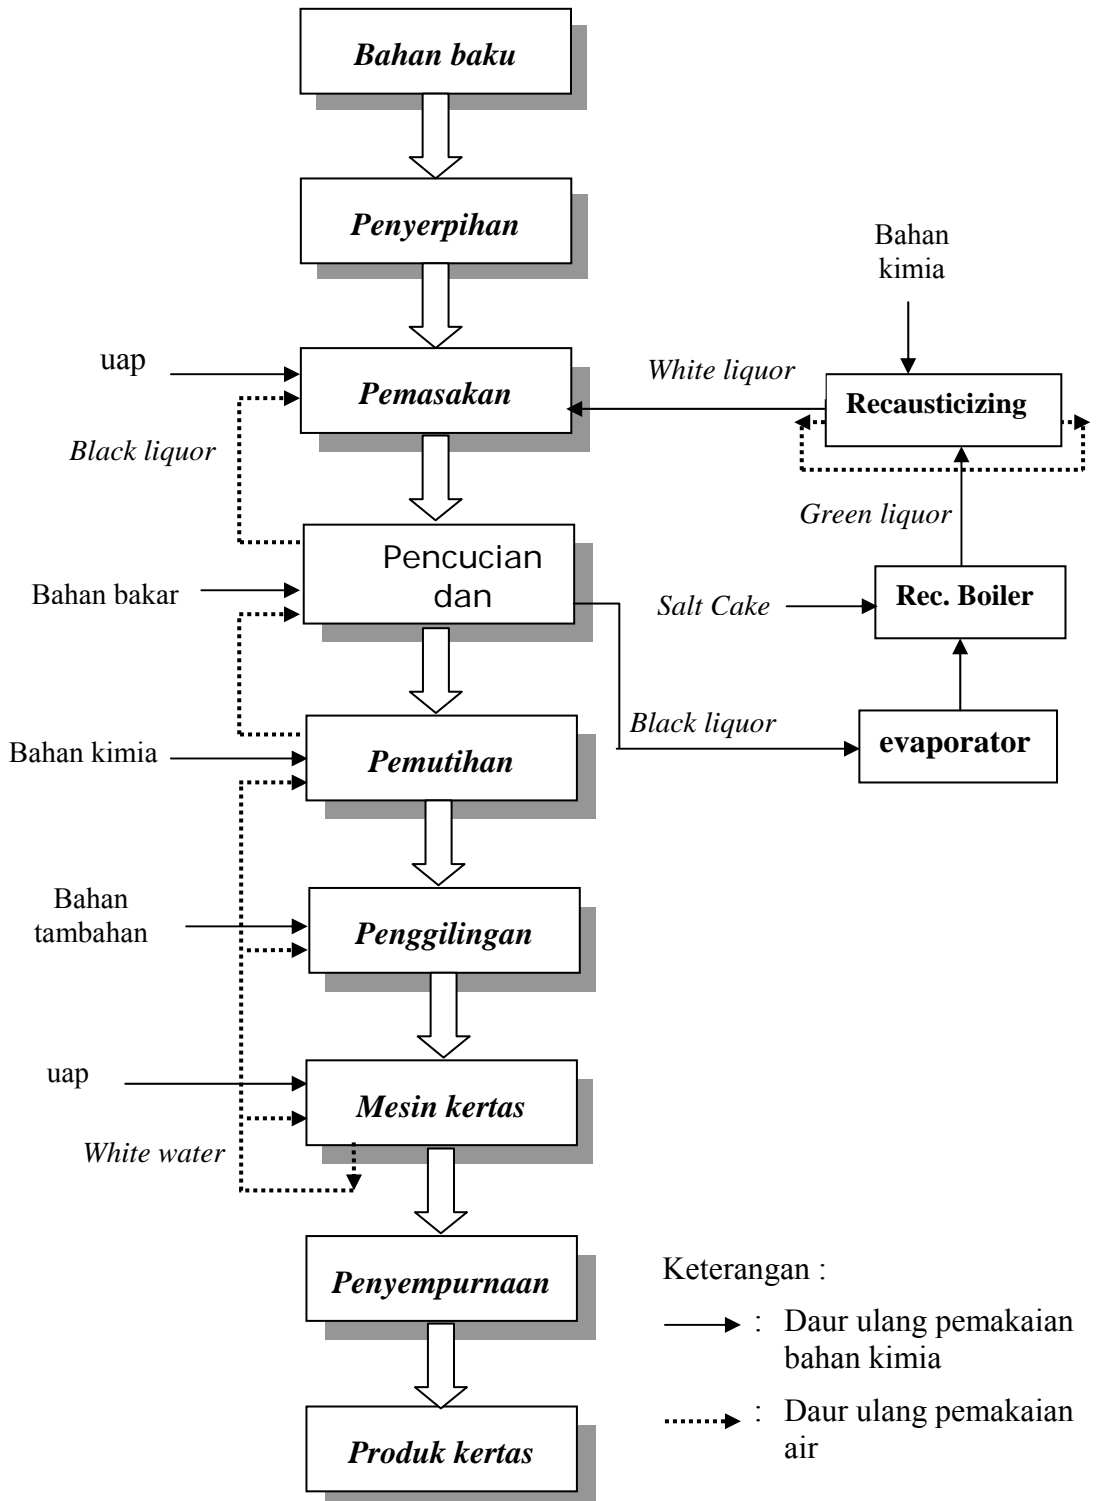 Bahan baku
Penyerpihan
Bahan
kimia
uap
White liquor
Pemasakan
Recausticizing
Black liquor
Green liquor
Pencucian
dan
Bahan bakar
Salt Cake
Rec. Boiler
Black liquor
evaporator
Bahan kimia
Pemutihan
Bahan
tambahan
Penggilingan
uap
Mesin kertas
White water
Penyempurnaan
Keterangan :
: Daur ulang pemakaian
bahan kimia
: Daur ulang pemakaian
air
Produk kertas